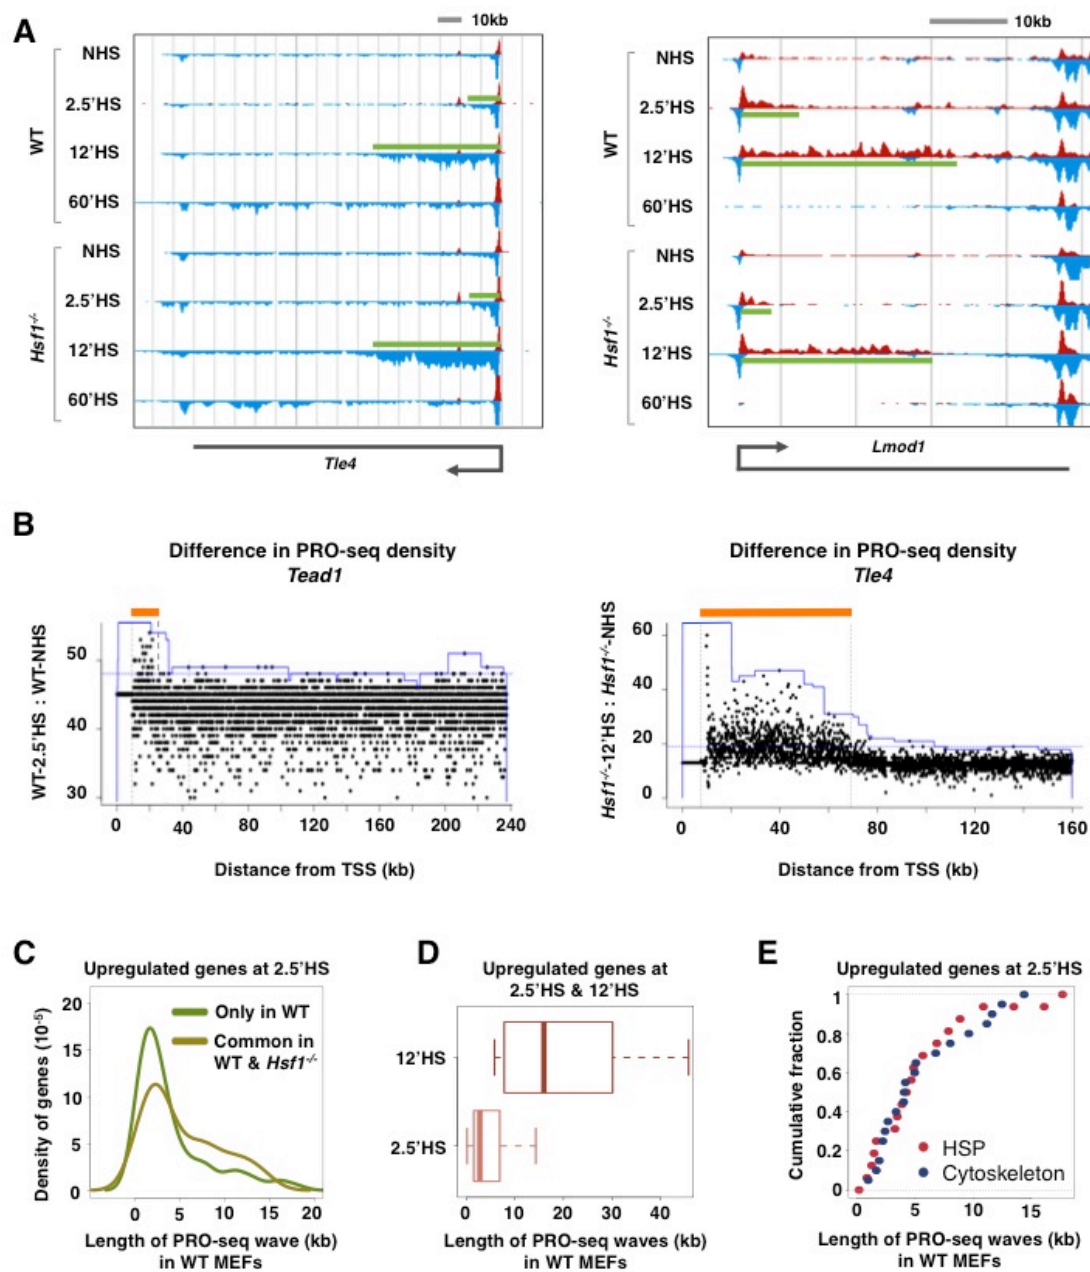 A
10kb
10kb
WT
NHS
2.5'HS
12'HS
60'HS
Hsf1-/-
NHS
2.5'HS
12'HS
60'HS
Tle4
WT
NHS
2.5'HS
12'HS
60'HS
Hsf1-/-
NHS
2.5'HS
12'HS
60'HS
Lmod1
B
Difference in PRO-seq density
Tead1
WT-2.5'HS : WT-NHS
50
40
30
0 40 80 120 160 200 240
Distance from TSS (kb)
Difference in PRO-seq density
Tle4
Hsf1-/--12'HS : Hsf1-/--NHS
60
40
20
0
0 40 80 120 160
Distance from TSS (kb)
C
Upregulated genes at 2.5'HS
Density of genes (10-5)
20
15
10
5
0
Only in WT
Common in
WT & Hsf1-/-
0 5 10 15 20
Length of PRO-seq wave (kb)
in WT MEFs
D
Upregulated genes at
2.5'HS & 12'HS
12'HS
2.5'HS
0 10 20 30 40
Length of PRO-seq waves (kb)
in WT MEFs
E
Upregulated genes at 2.5'HS
Cumulative fraction
1
0.8
0.6
0.4
0.2
0
HSP
Cytoskeleton
0 5 10 15
Length of PRO-seq waves (kb)
in WT MEFs